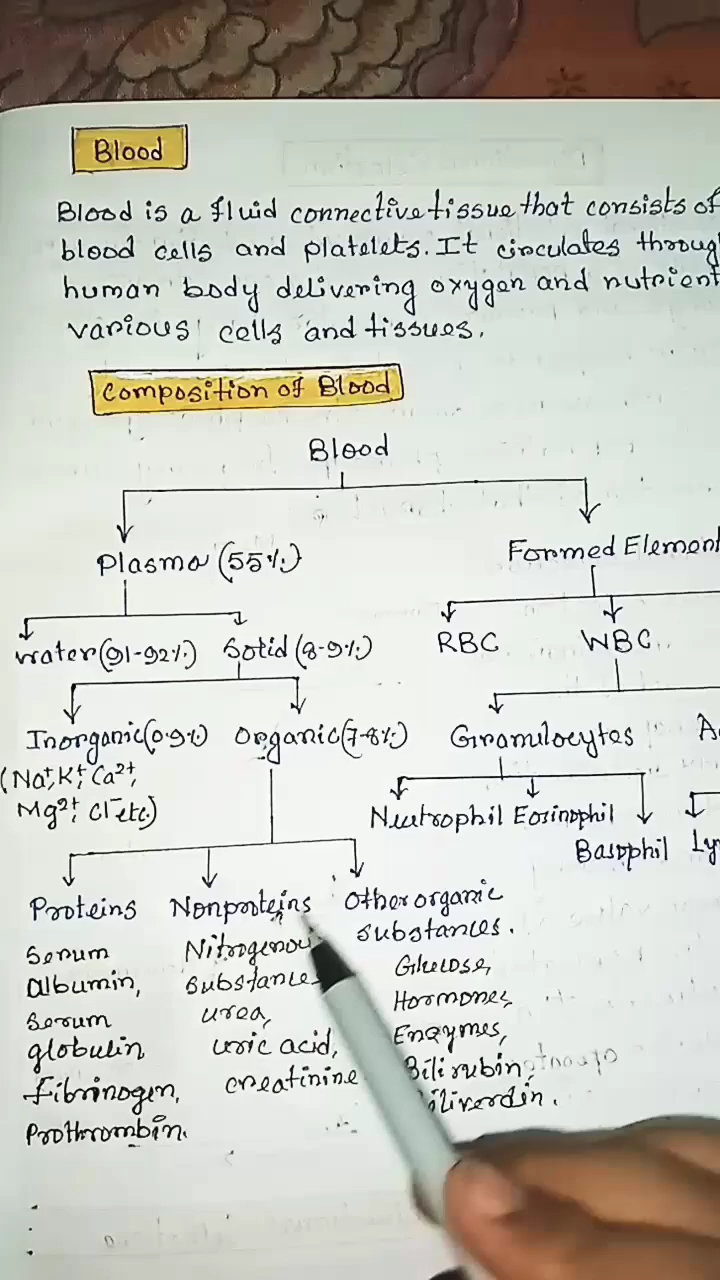 Blood
Blood is a fluid connective tissue that consists of
blood cells and platelets. It circulates throug
human body delivering oxygen and nutrient
various cells and tissues.
Composition of Blood
Blood
Plasma (55%)
Formed Element
water (91-92%)
Solid (8-9%)
RBC
WBC
Inorganic (0.9%)
Organic (7-8%)
Granulocytes
A
(Na+, K+, Ca2+,
Mg2+, Cl- etc.)
Neutrophil
Eosinophil
Basophil
Ly
Proteins
Nonproteins
Other organic
substances.
Serum
albumin,
Serum
globulin
Fibrinogen,
Prothrombin.
Nitrogenou
substance
urea,
uric acid,
creatinine
Glucose,
Hormones,
Enzymes,
Bilirubin,
iliverdin.